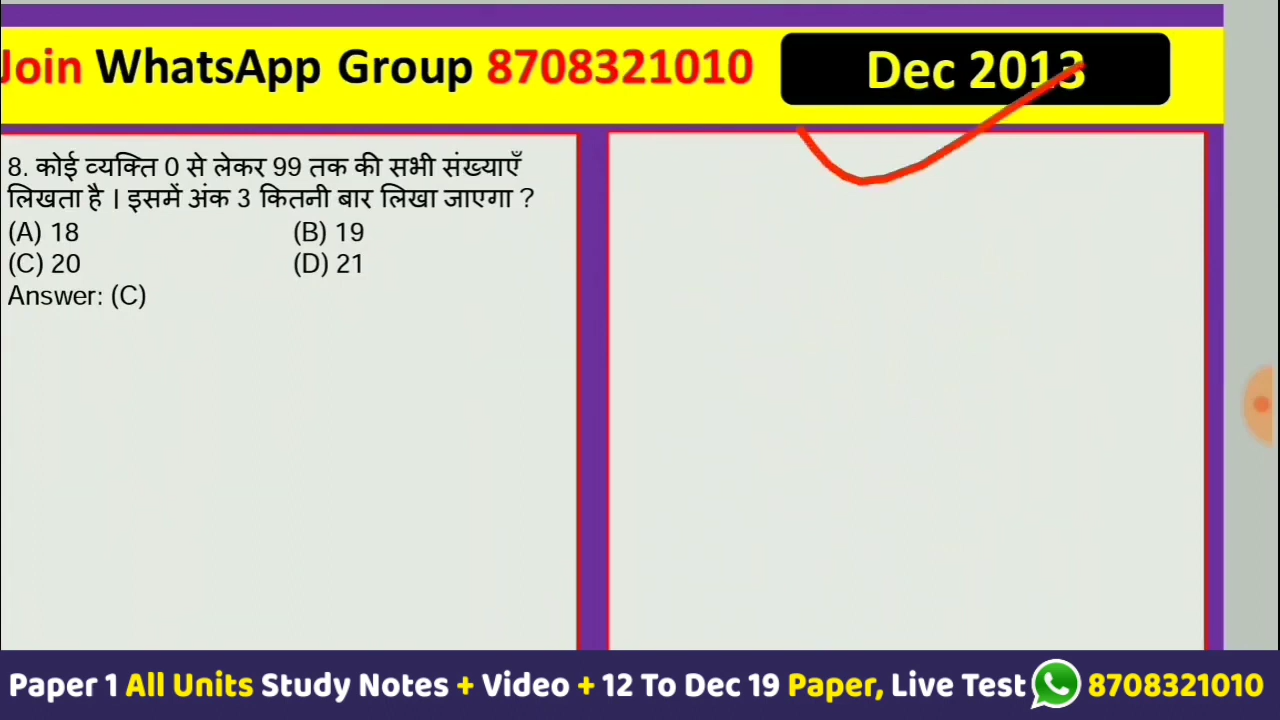 Join WhatsApp Group 8708321010
Dec 2013
8. कोई व्यक्ति 0 से लेकर 99 तक की सभी संख्याएँ
लिखता है । इसमें अंक 3 कितनी बार लिखा जाएगा ?
(A) 18 (B) 19
(C) 20 (D) 21
Answer: (C)
Paper 1 All Units Study Notes + Video + 12 To Dec 19 Paper, Live Test 8708321010